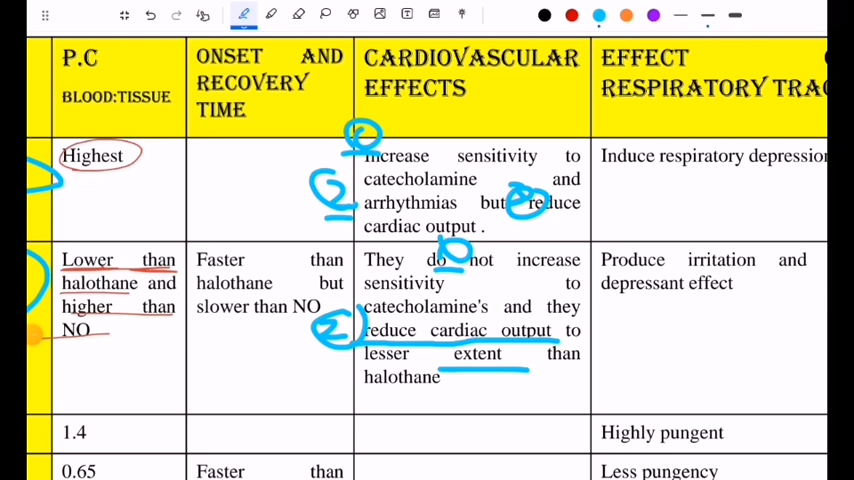 P.C
BLOOD:TISSUE
ONSET AND
RECOVERY
TIME
CARDIOVASCULAR
EFFECTS
EFFECT
RESPIRATORY
Highest
Increase sensitivity to
catecholamine and
arrhythmias but reduce
cardiac output .
Induce respiratory depression
Lower than
halothane and
higher than
NO
Faster than
halothane but
slower than NO
They do not increase
sensitivity to
catecholamine's and they
reduce cardiac output to
lesser extent than
halothane
Produce irritation and
depressant effect
1.4
Highly pungent
0.65
Faster than
Less pungency